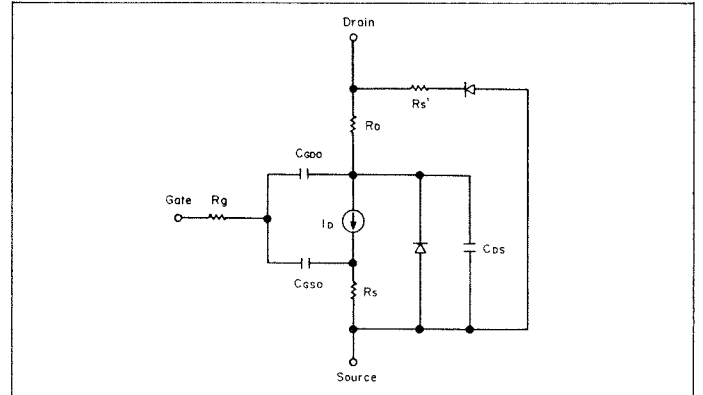 Drain
Rs'
RD
CGDO
Gate
Rg
ID
CDS
CGSO
Rs
Source